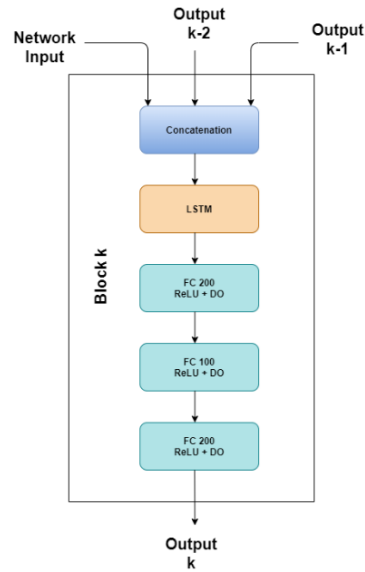 Network
Input
Output
k-2
Output
k-1
Concatenation
LSTM
Block k
FC 200
ReLU + DO
FC 100
ReLU + DO
FC 200
ReLU + DO
Output
k